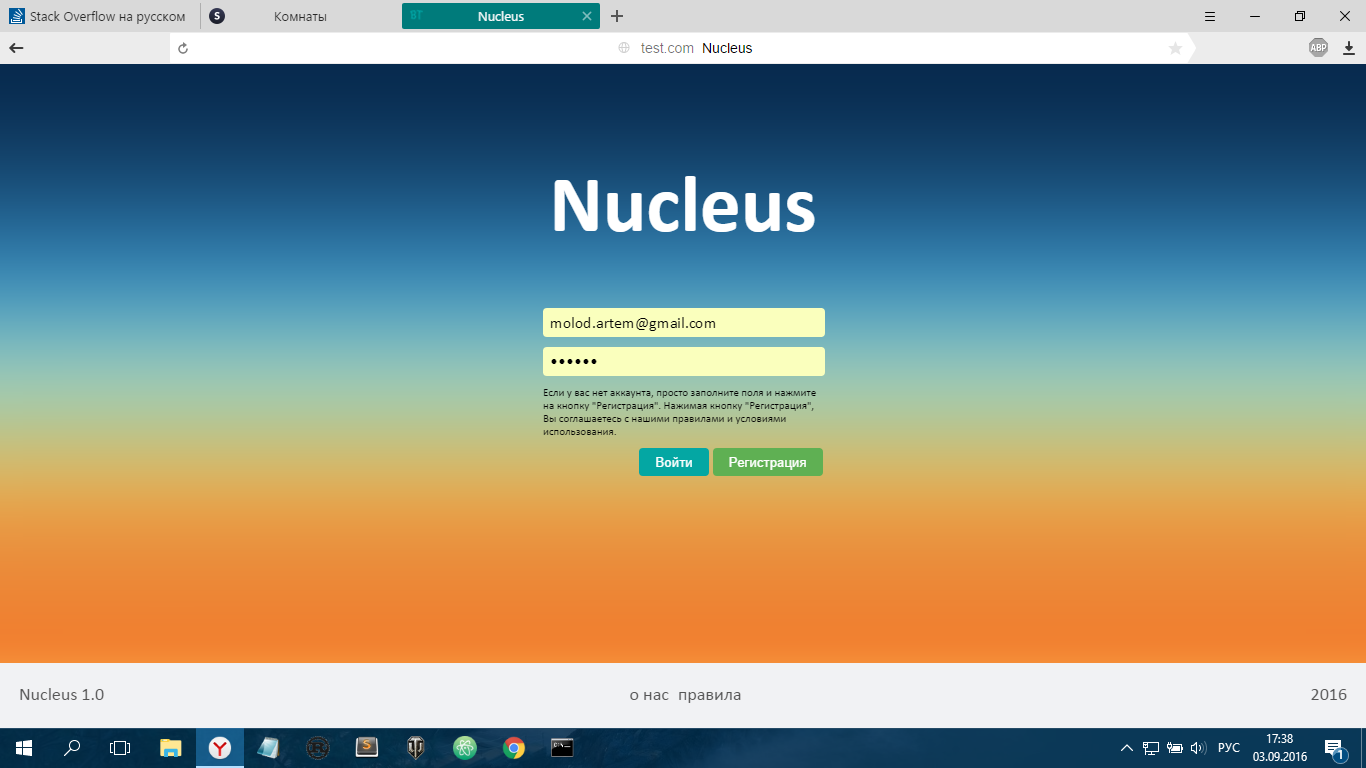 Stack Overflow на русском
S
Комнаты
BT
Nucleus
test.com Nucleus
ABP
Nucleus
molod.artem@gmail.com
••••••
Если у вас нет аккаунта, просто заполните поля и нажмите
на кнопку "Регистрация". Нажимая кнопку "Регистрация",
Вы соглашаетесь с нашими правилами и условиями
использования.
Войти
Регистрация
Nucleus 1.0
о нас правила
2016
РУС
17:38
03.09.2016
1